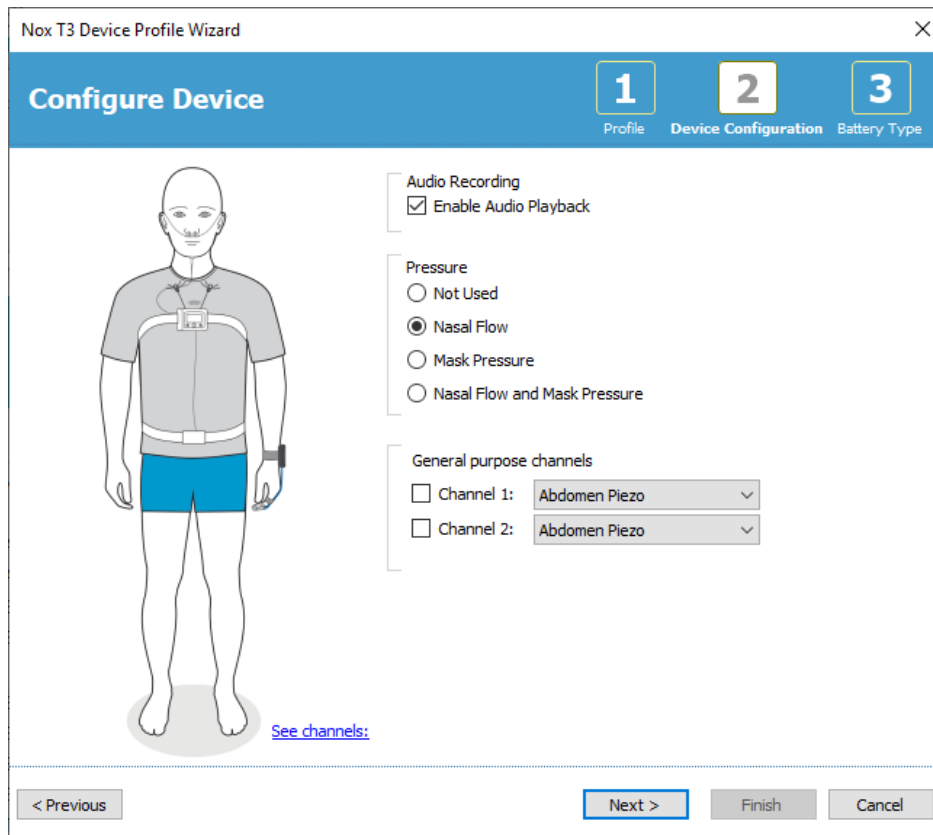 Nox T3 Device Profile Wizard
Configure Device
1
Profile
2
Device Configuration
3
Battery Type
Audio Recording
Enable Audio Playback
Pressure
Not Used
Nasal Flow
Mask Pressure
Nasal Flow and Mask Pressure
General purpose channels
Channel 1: Abdomen Piezo
Channel 2: Abdomen Piezo
See channels:
< Previous
Next >
Finish
Cancel